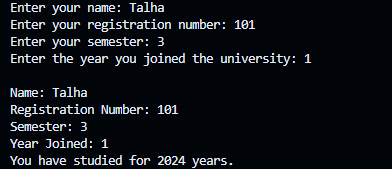 Enter your name: Talha
Enter your registration number: 101
Enter your semester: 3
Enter the year you joined the university: 1
Name: Talha
Registration Number: 101
Semester: 3
Year Joined: 1
You have studied for 2024 years.